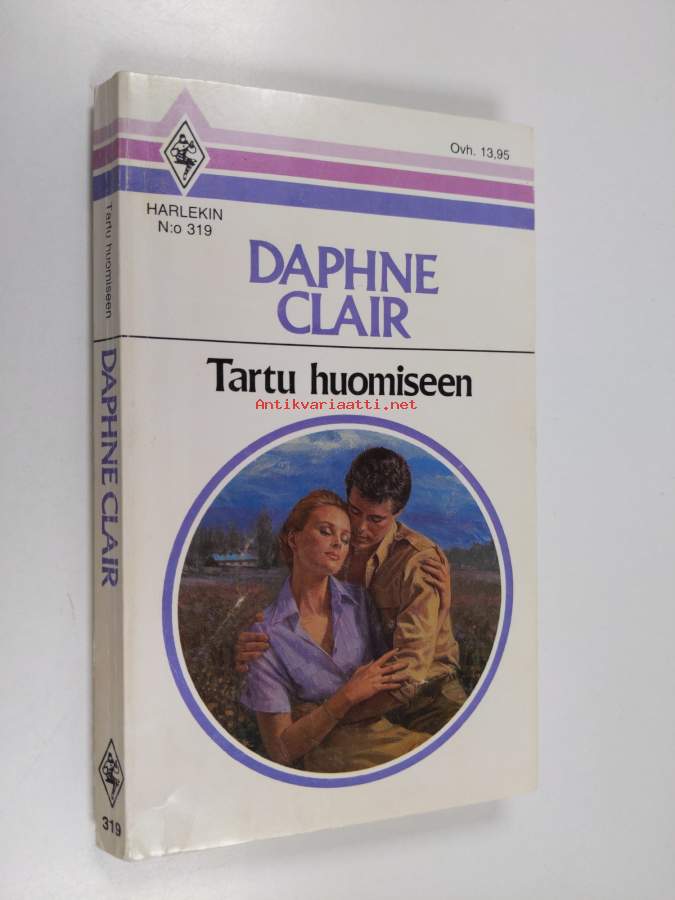 Ovh. 13,95
HARLEKIN
N:o 319
DAPHNE
CLAIR
Tartu huomiseen
Antikvariaatti.net
Tartu huomiseen
DAPHNE CLAIR
319